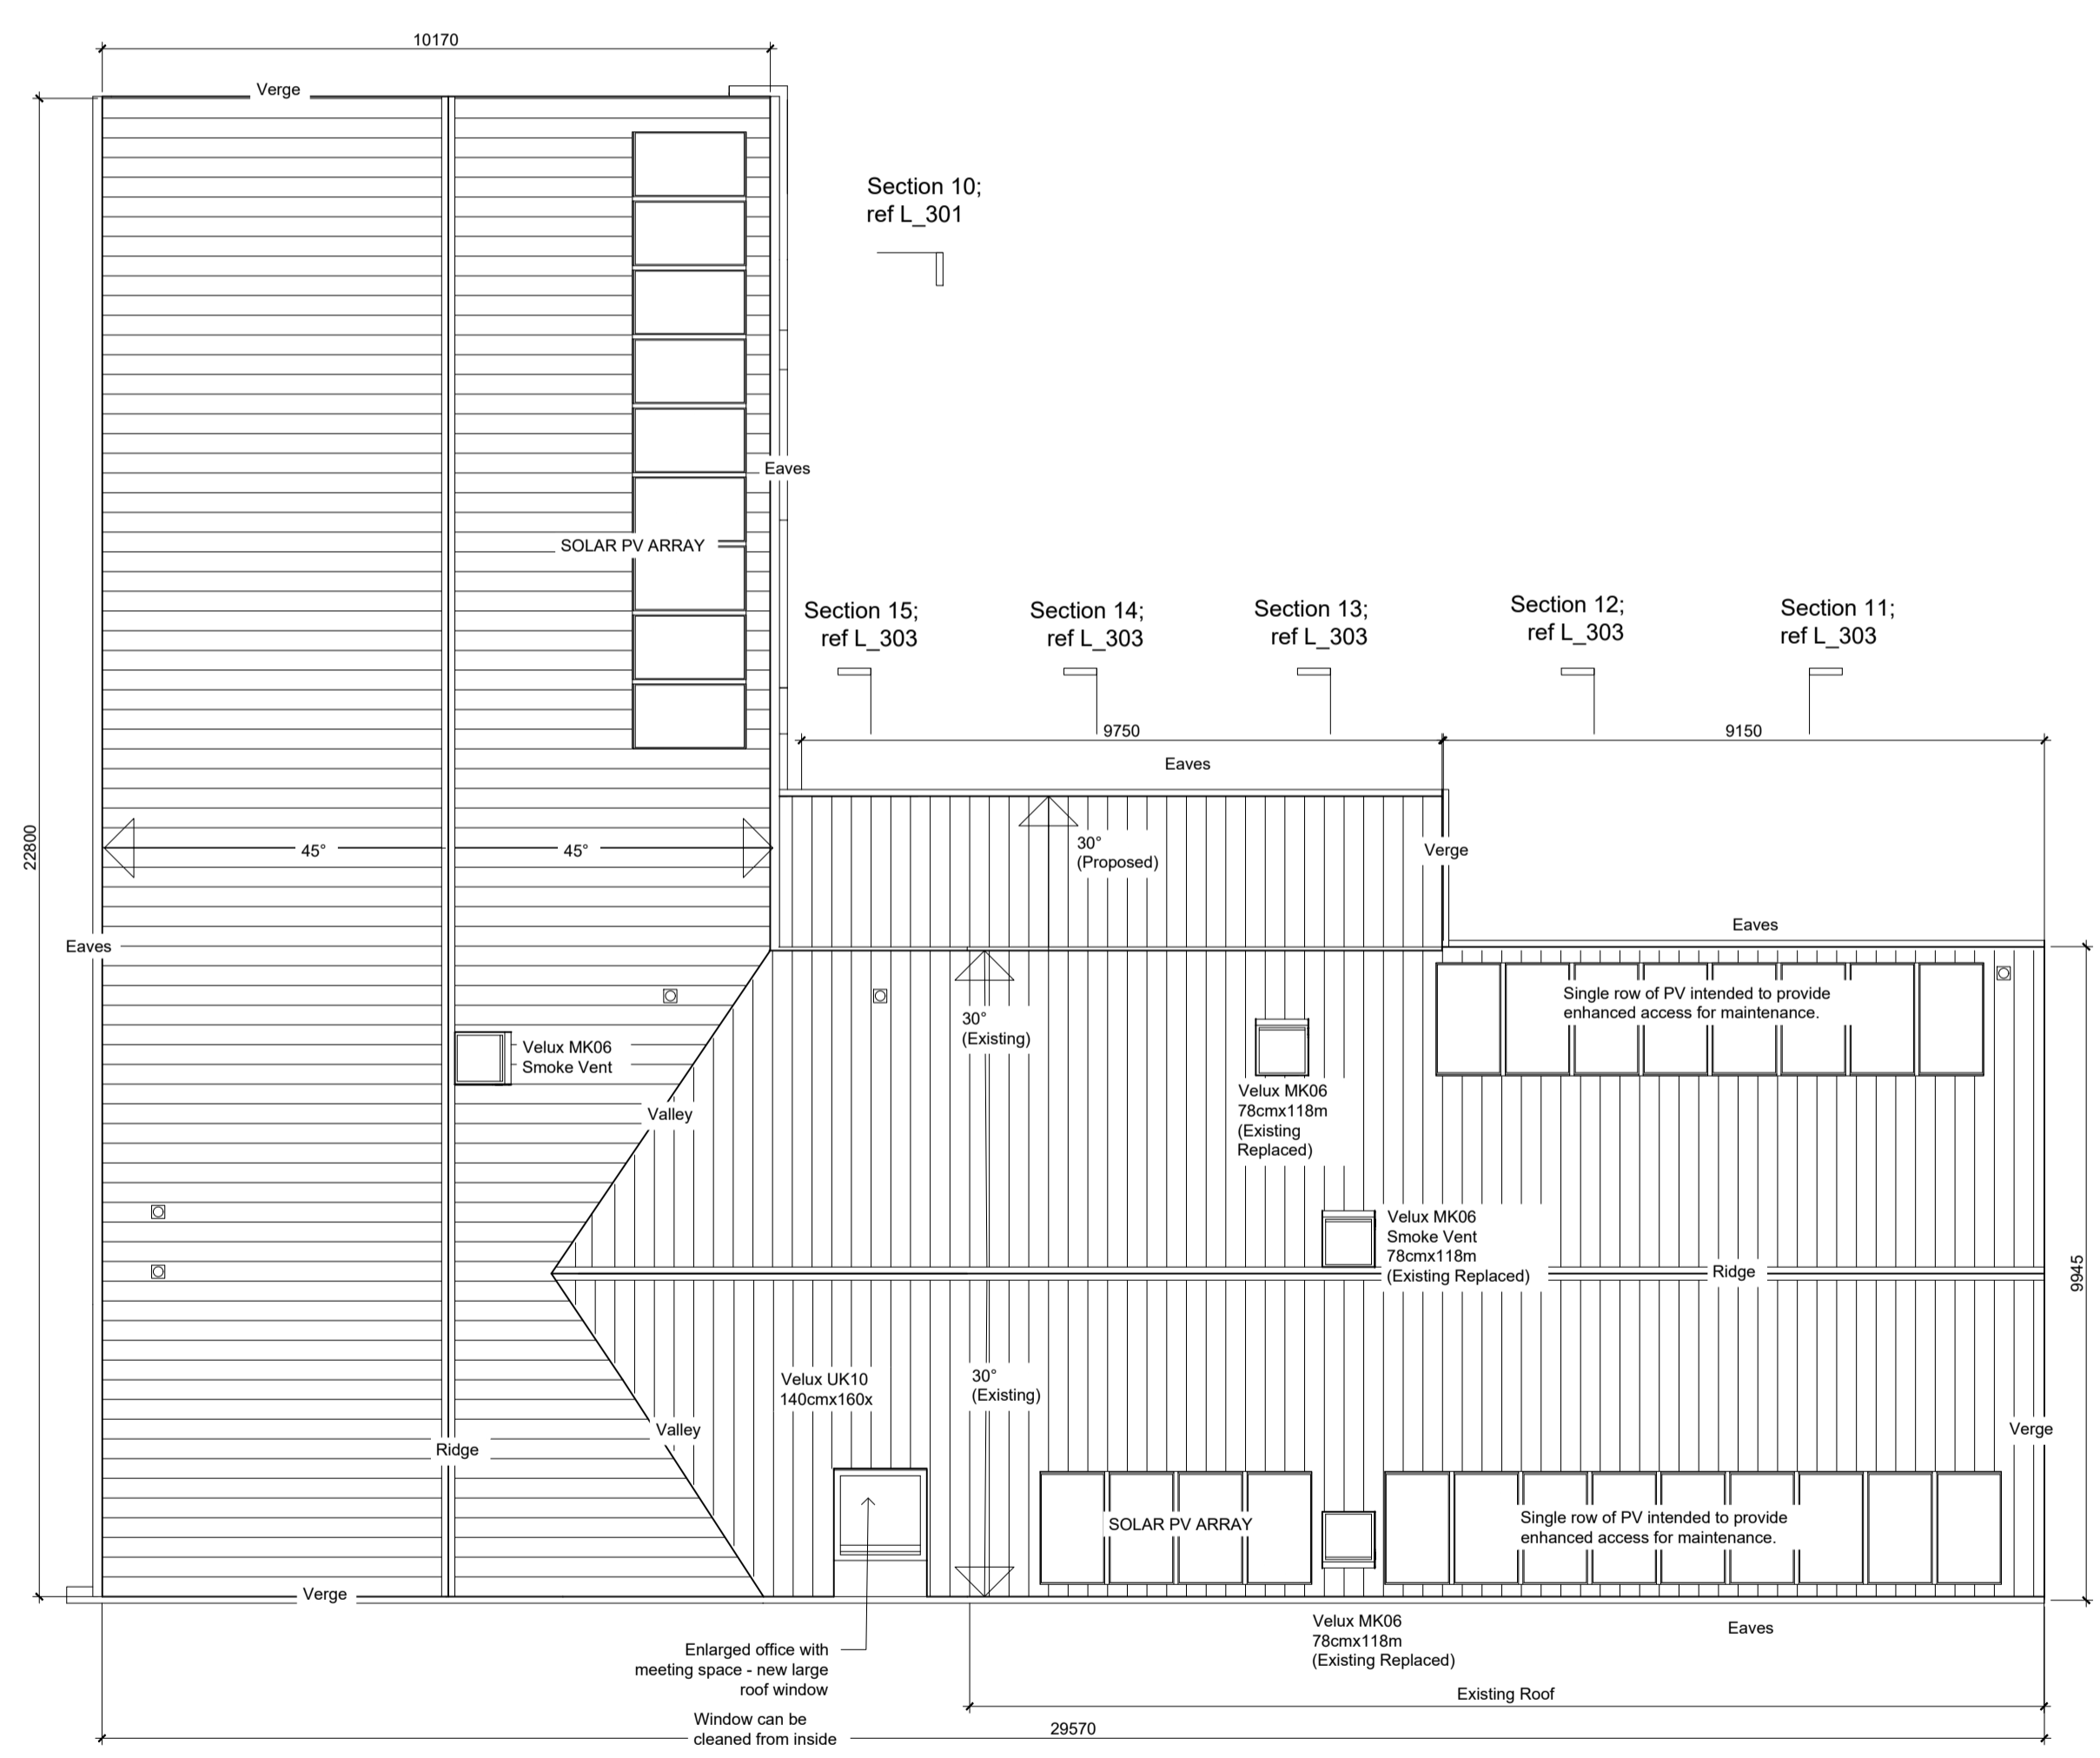 10170
Verge
Section 10;
ref L_301
Eaves
SOLAR PV ARRAY
Section 15;
ref L_303
Section 14;
ref L_303
Section 13;
ref L_303
Section 12;
ref L_303
Section 11;
ref L_303
9750
9150
Eaves
22800
45°
45°
30°
(Proposed)
Verge
Eaves
Eaves
Single row of PV intended to provide
enhanced access for maintenance.
30°
(Existing)
Velux MK06
Smoke Vent
Velux MK06
78cmx118m
(Existing
Replaced)
Valley
Velux MK06
Smoke Vent
78cmx118m
(Existing Replaced)
Ridge
9945
Velux UK10
140cmx160x
30°
(Existing)
Valley
Ridge
Verge
SOLAR PV ARRAY
Single row of PV intended to provide
enhanced access for maintenance.
Verge
Velux MK06
78cmx118m
(Existing Replaced)
Eaves
Enlarged office with
meeting space - new large
roof window
Existing Roof
Window can be
cleaned from inside
29570